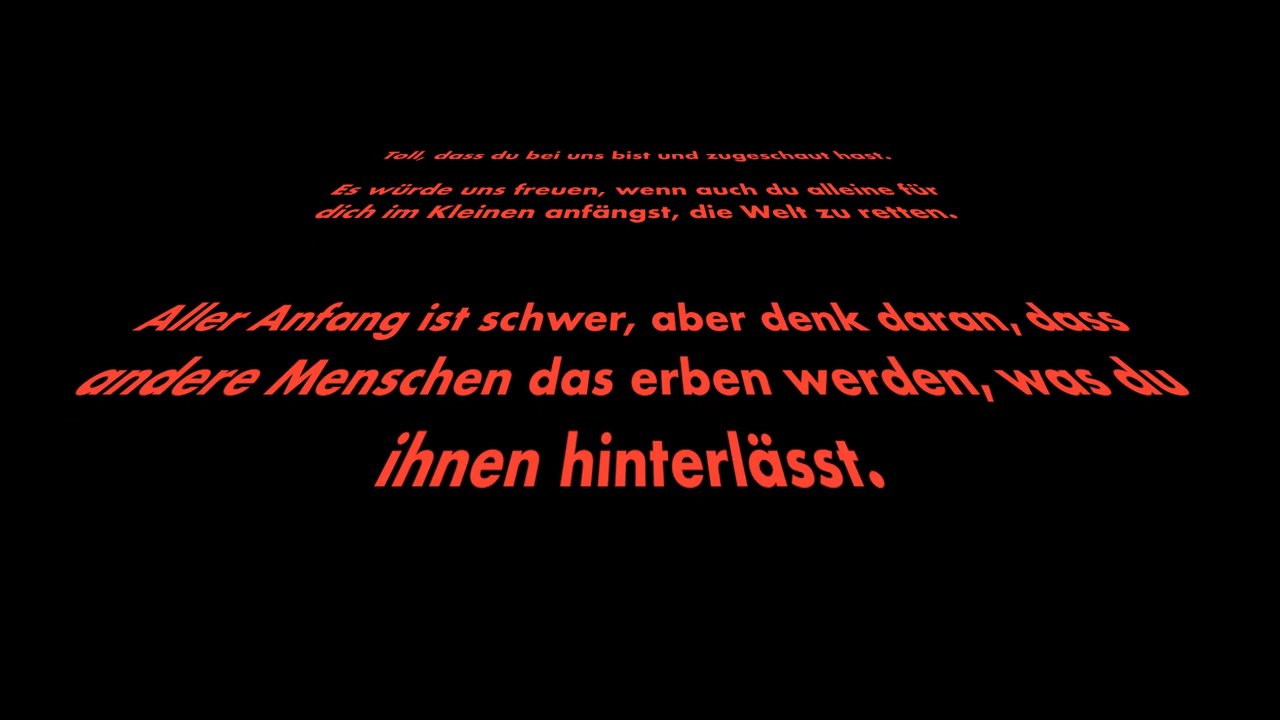 Toll, dass du bei uns bist und zugeschaut hast.
Es würde uns freuen, wenn auch du alleine für
dich im Kleinen anfängst, die Welt zu retten.
Aller Anfang ist schwer, aber denk daran, dass
andere Menschen das erben werden, was du
ihnen hinterlässt.